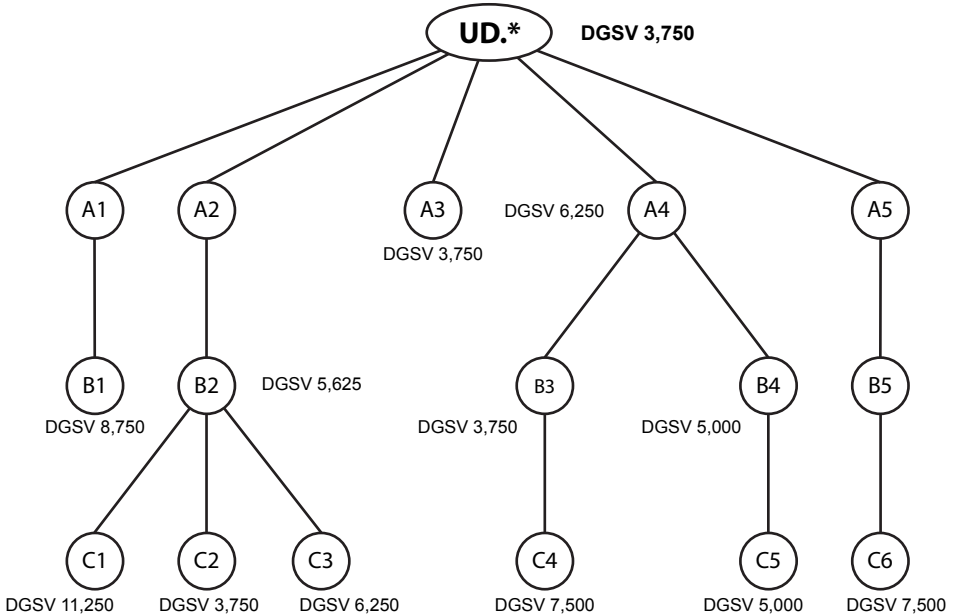 UD.* DGSV 3,750
A1 A2 A3 DGSV 6,250 A4 A5
DGSV 3,750
B1 B2 DGSV 5,625 B3 B4 B5
DGSV 8,750 DGSV 3,750 DGSV 5,000
C1 C2 C3 C4 C5 C6
DGSV 11,250 DGSV 3,750 DGSV 6,250 DGSV 7,500 DGSV 5,000 DGSV 7,500